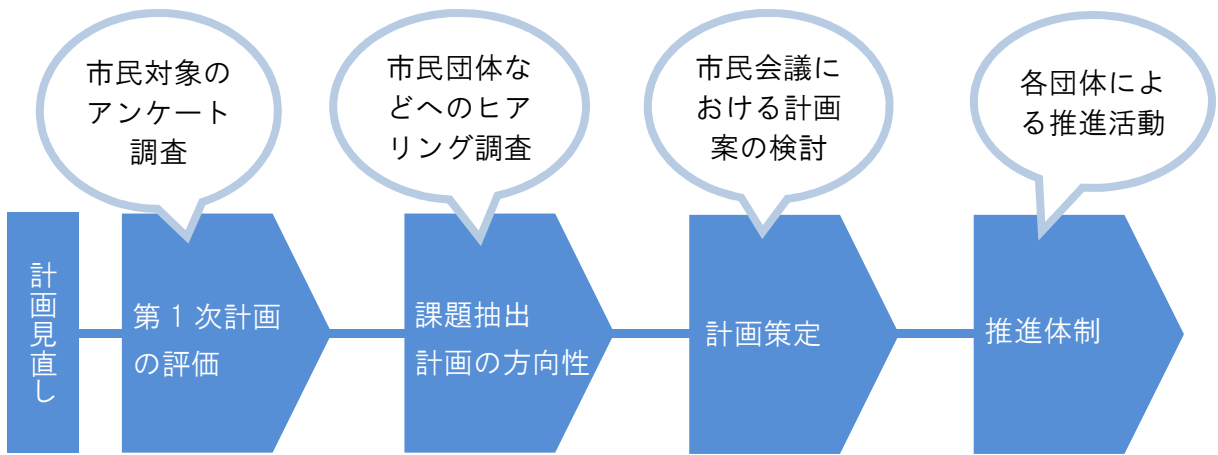 市民対象の
アンケート
調査
市民団体な
どへのヒア
リング調査
市民会議に
おける計画
案の検討
各団体によ
る推進活動
計画見直し
第1次計画
の評価
課題抽出
計画の方向性
計画策定
推進体制